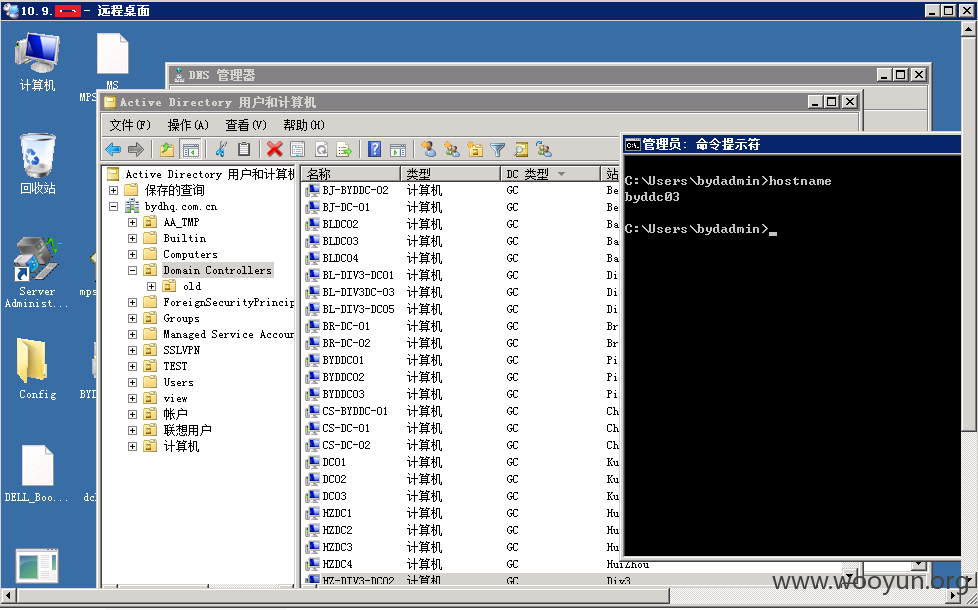 10.9. - 远程桌面
计算机
MS
MPS
回收站
Server
Administ...
mps
Config
BYD
DELL_Boo...
dcl
DNS 管理器
Active Directory 用户和计算机
文件(F) 操作(A) 查看(V) 帮助(H)
Active Directory 用户和计算机
保存的查询
bydhq.com.cn
AA_TMP
Builtin
Computers
Domain Controllers
old
ForeignSecurityPrincip
Groups
Managed Service Accour
SSLVPN
TEST
Users
view
帐户
联想用户
计算机
名称 类型 DC 类型 站
BJ-BYDDC-02 计算机 GC Be
BJ-DC-01 计算机 GC Be
BLDC02 计算机 GC Ba
BLDC03 计算机 GC Ba
BLDC04 计算机 GC Ba
BL-DIV3-DC01 计算机 GC Di
BL-DIV3DC-03 计算机 GC Di
BL-DIV3-DC05 计算机 GC Di
BR-DC-01 计算机 GC Br
BR-DC-02 计算机 GC Br
BYDDC01 计算机 GC Pi
BYDDC02 计算机 GC Pi
BYDDC03 计算机 GC Pi
CS-BYDDC-01 计算机 GC Ch
CS-DC-01 计算机 GC Ch
CS-DC-02 计算机 GC Ch
DC01 计算机 GC Ku
DC02 计算机 GC Ku
DC03 计算机 GC Ku
HZDC1 计算机 GC Hu
HZDC2 计算机 GC Hu
HZDC3 计算机 GC Hu
HZDC4 计算机 GC HuiZhou
HZ-DIV3-DC02 计算机 GC Div3
管理员: 命令提示符
C:\Users\bydadmin>hostname
byddc03
C:\Users\bydadmin>_
www.wooyun.org